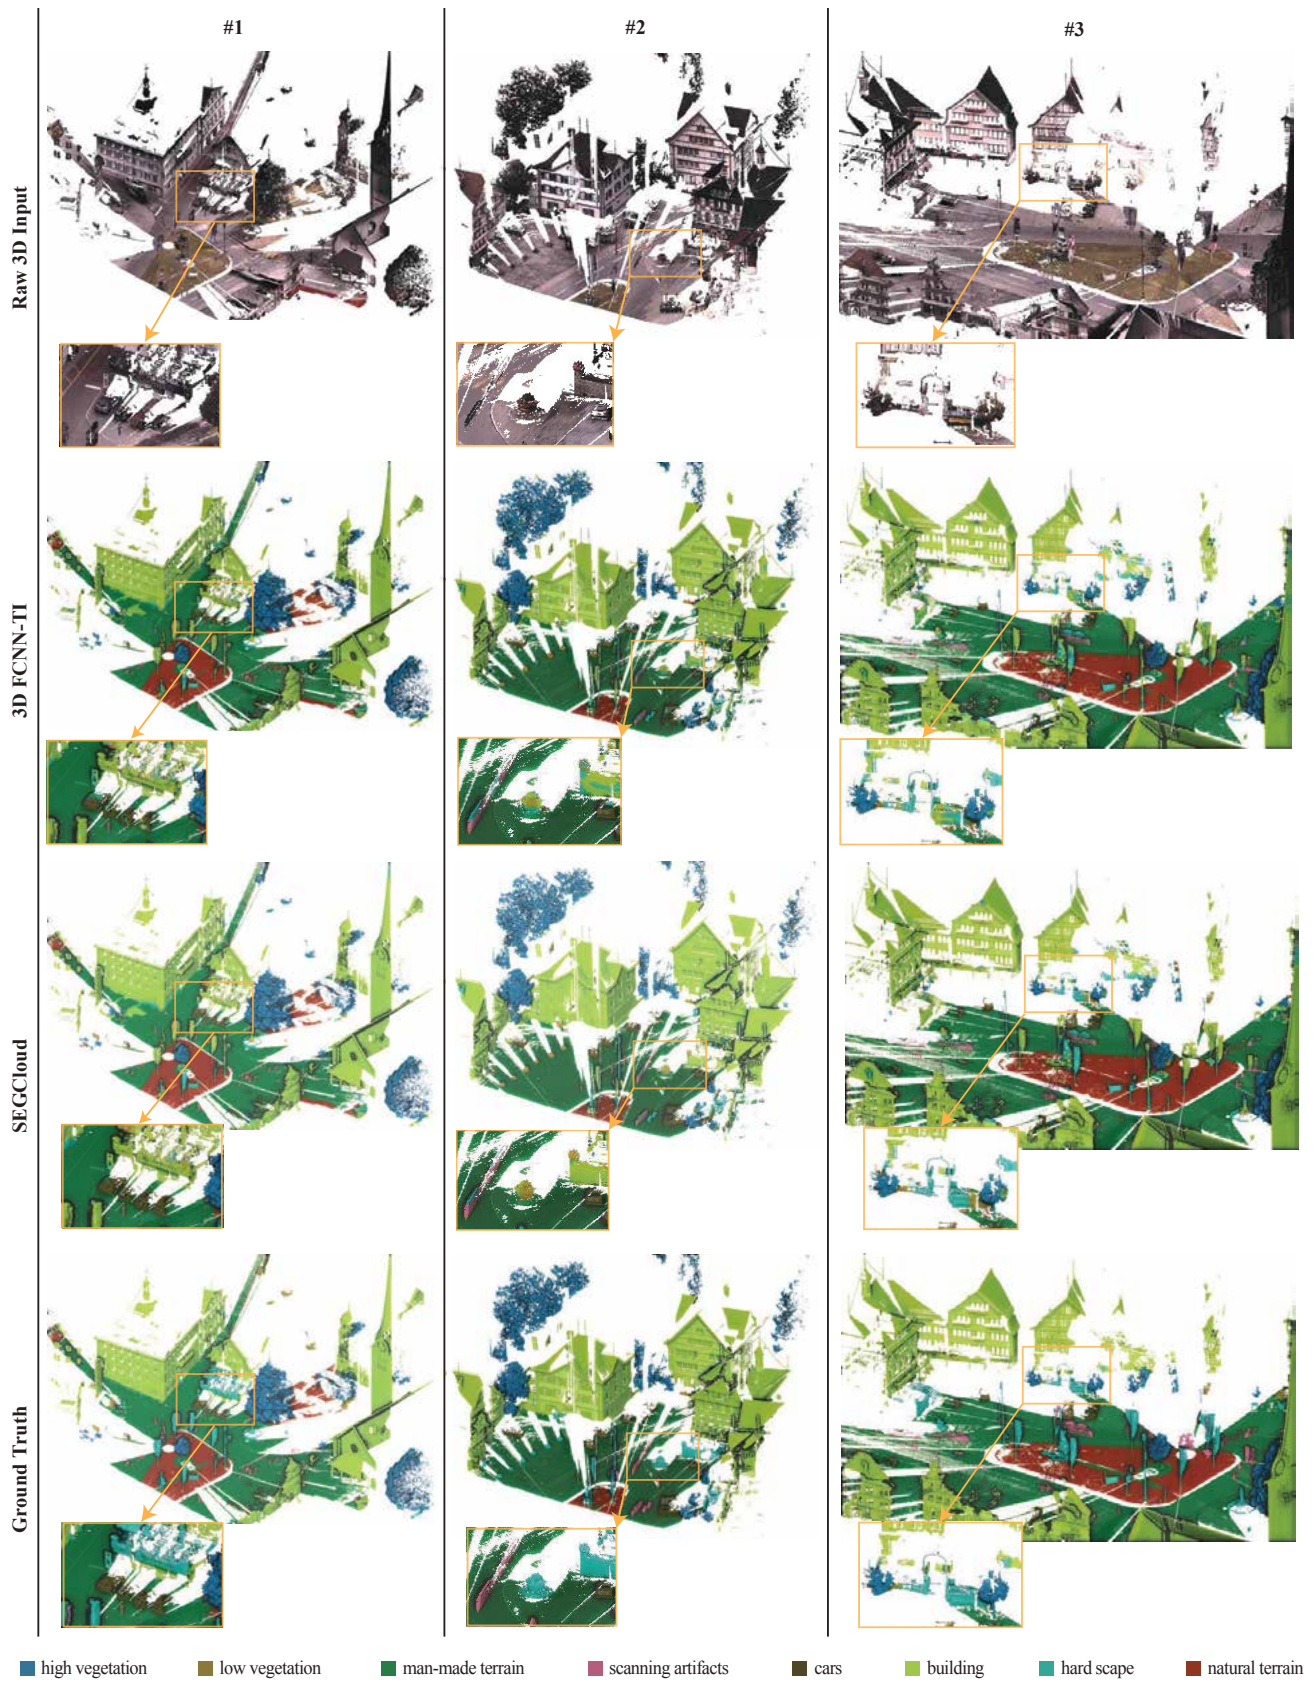 #1 #2 #3
Raw 3D Input
3D FCNN-TI
SEGCloud
Ground Truth
high vegetation low vegetation man-made terrain scanning artifacts cars building hard scape natural terrain